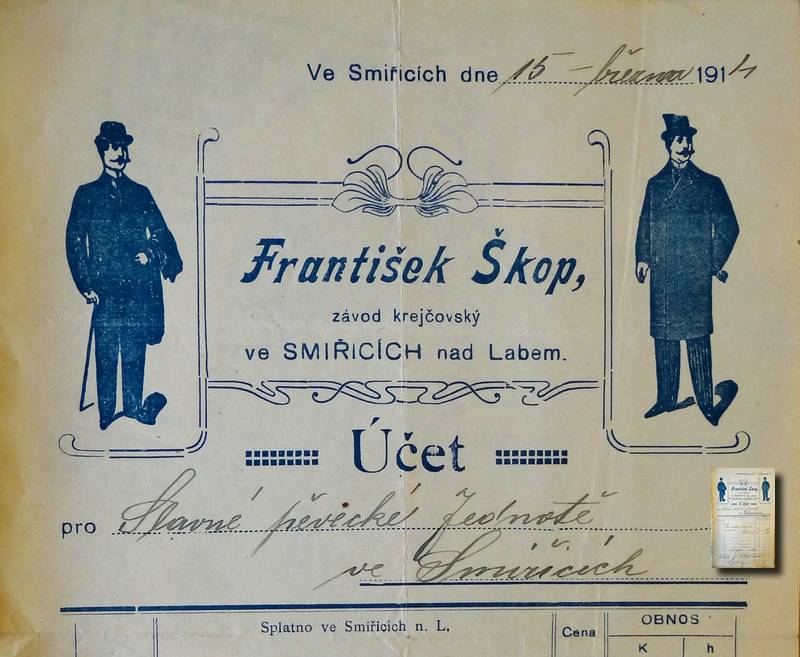 Ve Smiřicích dne 15 – března 1914
František Škop,
závod krejčovský
ve SMIŘICÍCH nad Labem.
Účet
pro Slavné pěvecké Jednotě
ve Smiřicích
Splatno ve Smiřicích n. L.
Cena
OBNOS
K h